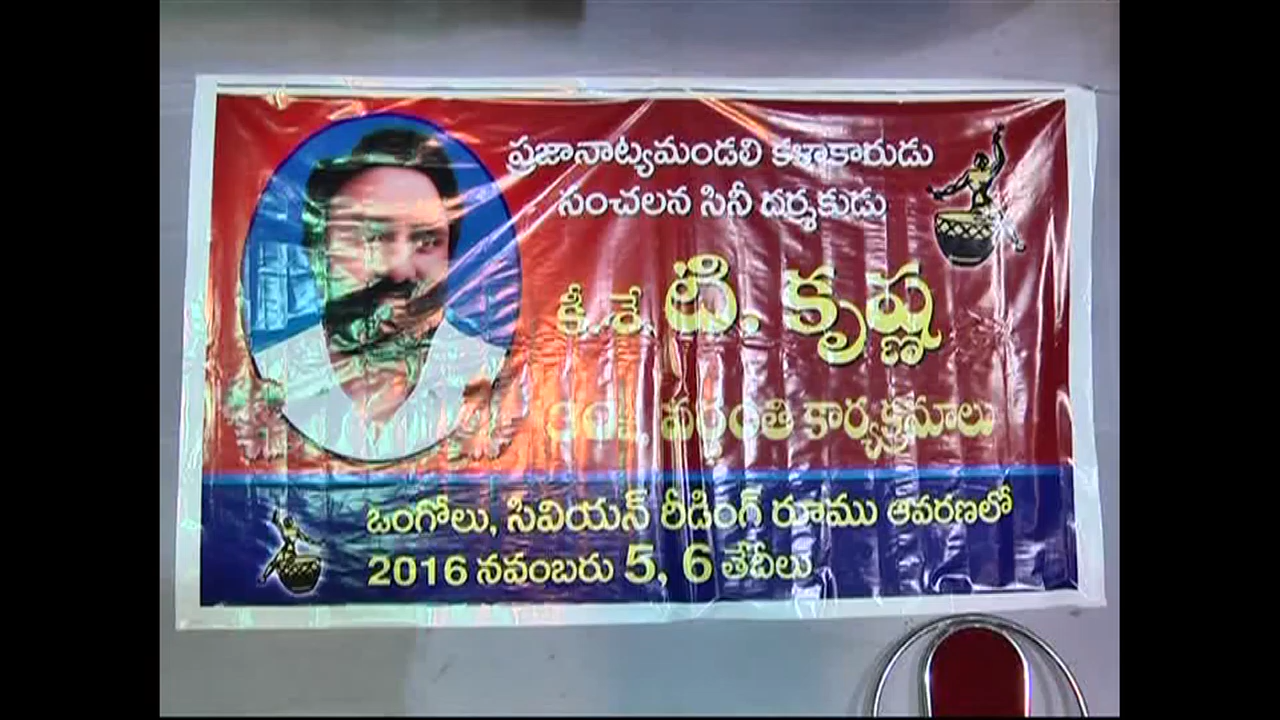 ప్రజానాట్యమండలి కళాకారుడు
సంచలన సినీ దర్శకుడు
కీ..శే. టి. కృష్ణ
వర్ధంతి కార్యక్రమాలు
ఒంగోలు, సివియన్ రీడింగ్ రూము ఆవరణలో
2016 నవంబరు 5, 6 తేదీలు